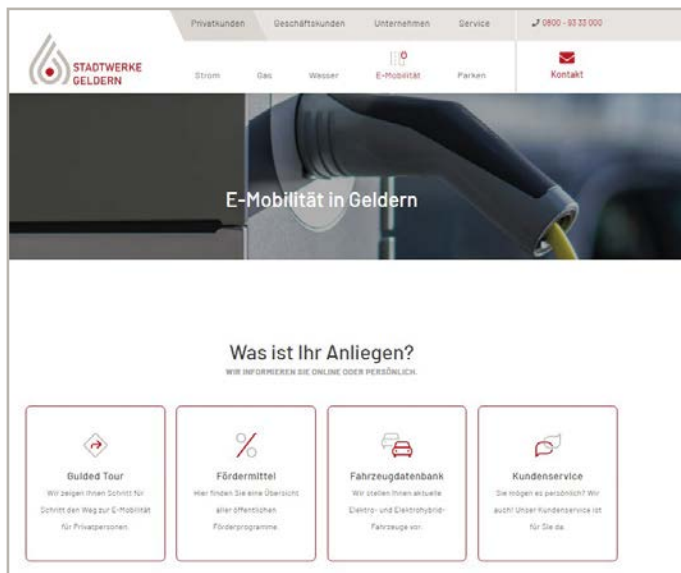 Privatkunden Geschäftskunden Unternehmen Service 0800 - 93 33 000
STADTWERKE
GELDERN
Strom Gas Wasser E-Mobilität Parken Kontakt
E-Mobilität in Geldern
Was ist Ihr Anliegen?
WIR INFORMIEREN SIE ONLINE ODER PERSÖNLICH.
Guided Tour
Wir zeigen Ihnen Schritt für
Schritt den Weg zur E-Mobilität
für Privatpersonen.
Fördermittel
Hier finden Sie eine Übersicht
aller öffentlichen
Förderprogramme.
Fahrzeugdatenbank
Wir stellen Ihnen aktuelle
Elektro- und Elektrohybrid-
Fahrzeuge vor.
Kundenservice
Sie mögen es persönlich? Wir
auch! Unser Kundenservice ist
für Sie da.